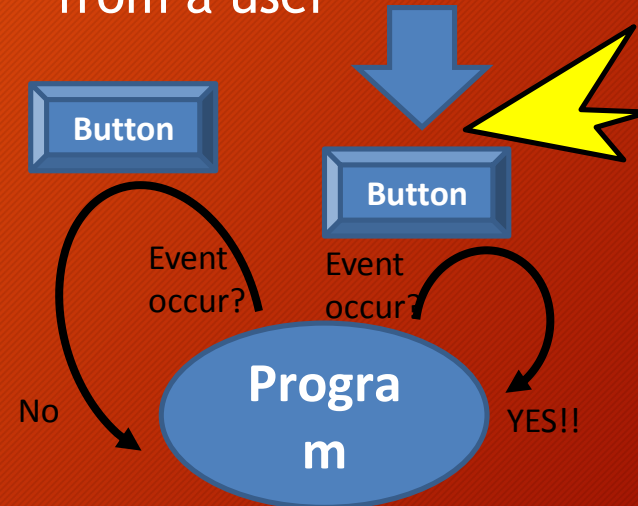 from a user
Button
Button
Event
occur?
Event
occur?
No
Progra
m
YES!!